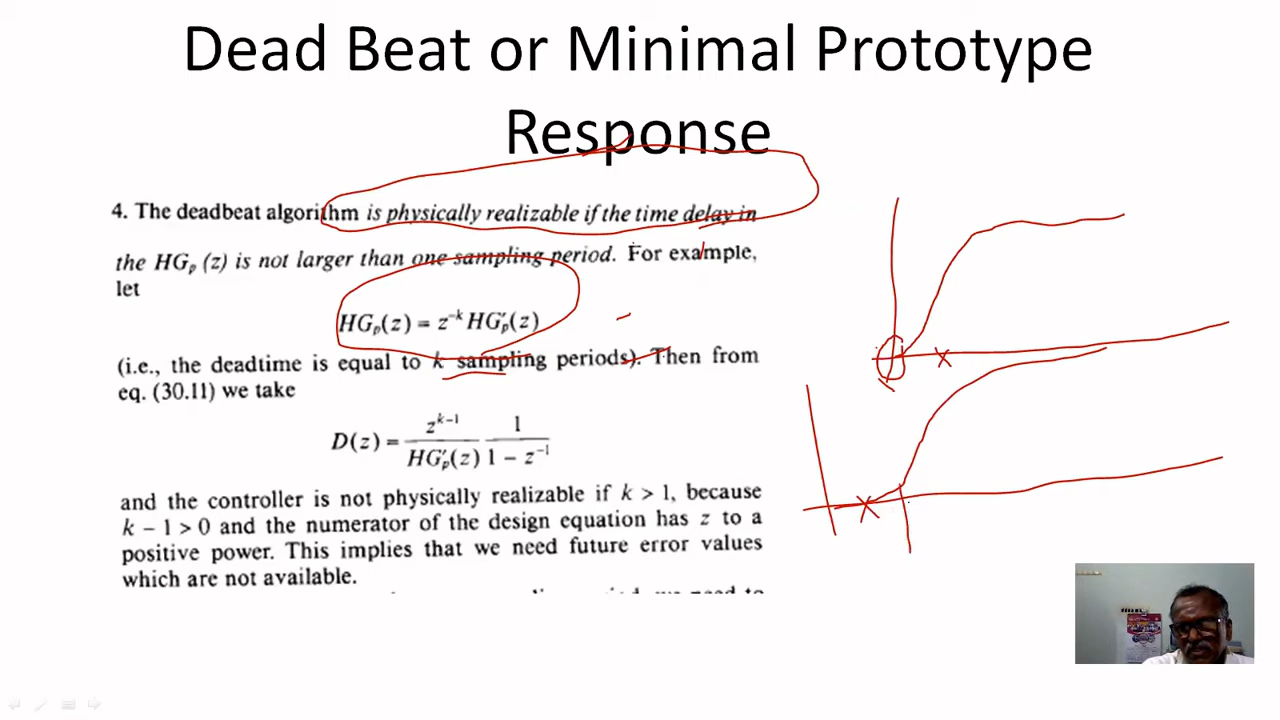 Dead Beat or Minimal Prototype
Response
4. The deadbeat algorithm is physically realizable if the time delay in
the HGₚ(z) is not larger than one sampling period. For example,
let
HGₚ(z) = z⁻ᵏ HG′ₚ(z)
(i.e., the deadtime is equal to k sampling periods). Then from
eq. (30.11) we take
D(z) = zᵏ⁻¹ / HG′ₚ(z) 1 / 1 − z⁻¹
and the controller is not physically realizable if k > 1, because
k − 1 > 0 and the numerator of the design equation has z to a
positive power. This implies that we need future error values
which are not available.